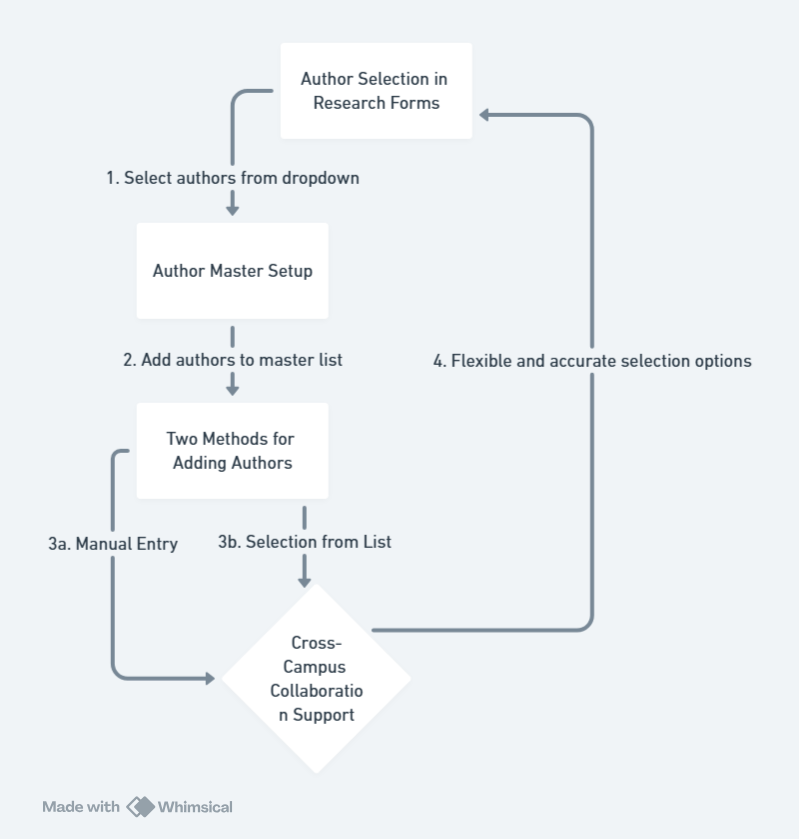 Author Selection in
Research Forms
1. Select authors from dropdown
Author Master Setup
2. Add authors to master list
4. Flexible and accurate selection options
Two Methods for
Adding Authors
3a. Manual Entry
3b. Selection from List
Cross-
Campus
Collaboratio
n Support
Made with Whimsical